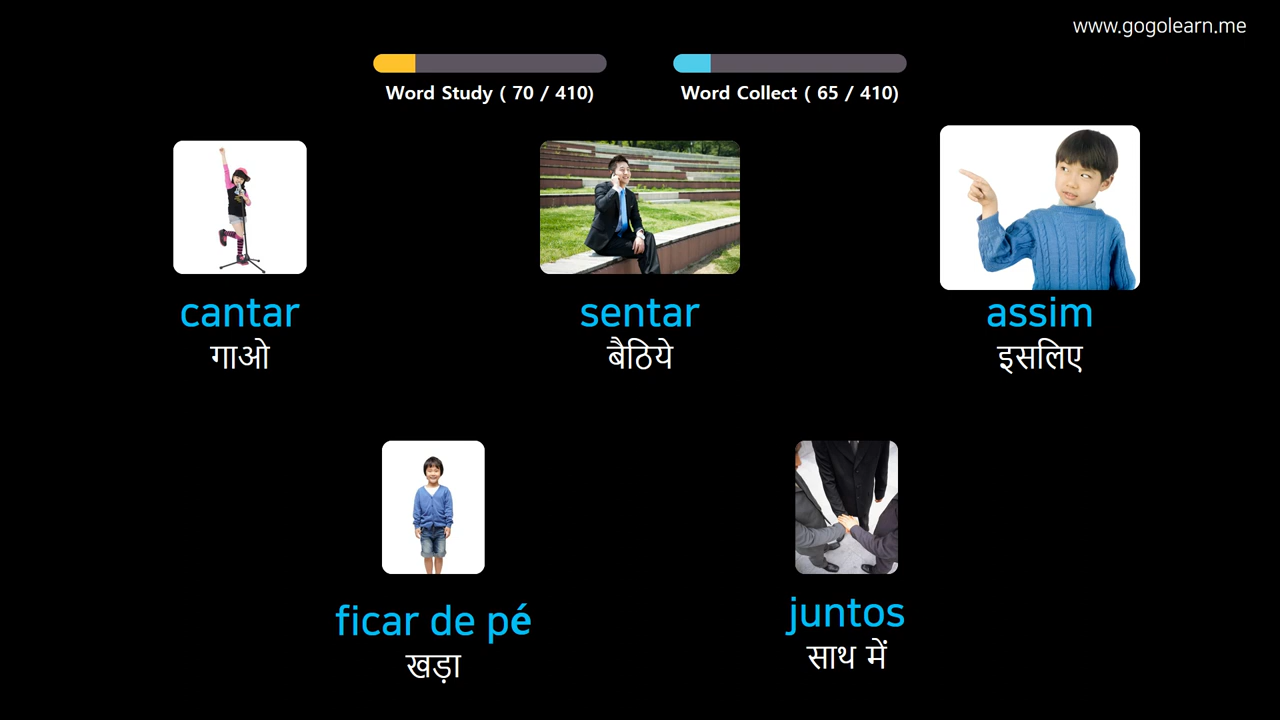 www.gogolearn.me
Word Study ( 70 / 410)
Word Collect ( 65 / 410)
cantar
गाओ
sentar
बैठिये
assim
इसलिए
ficar de pé
खड़ा
juntos
साथ में